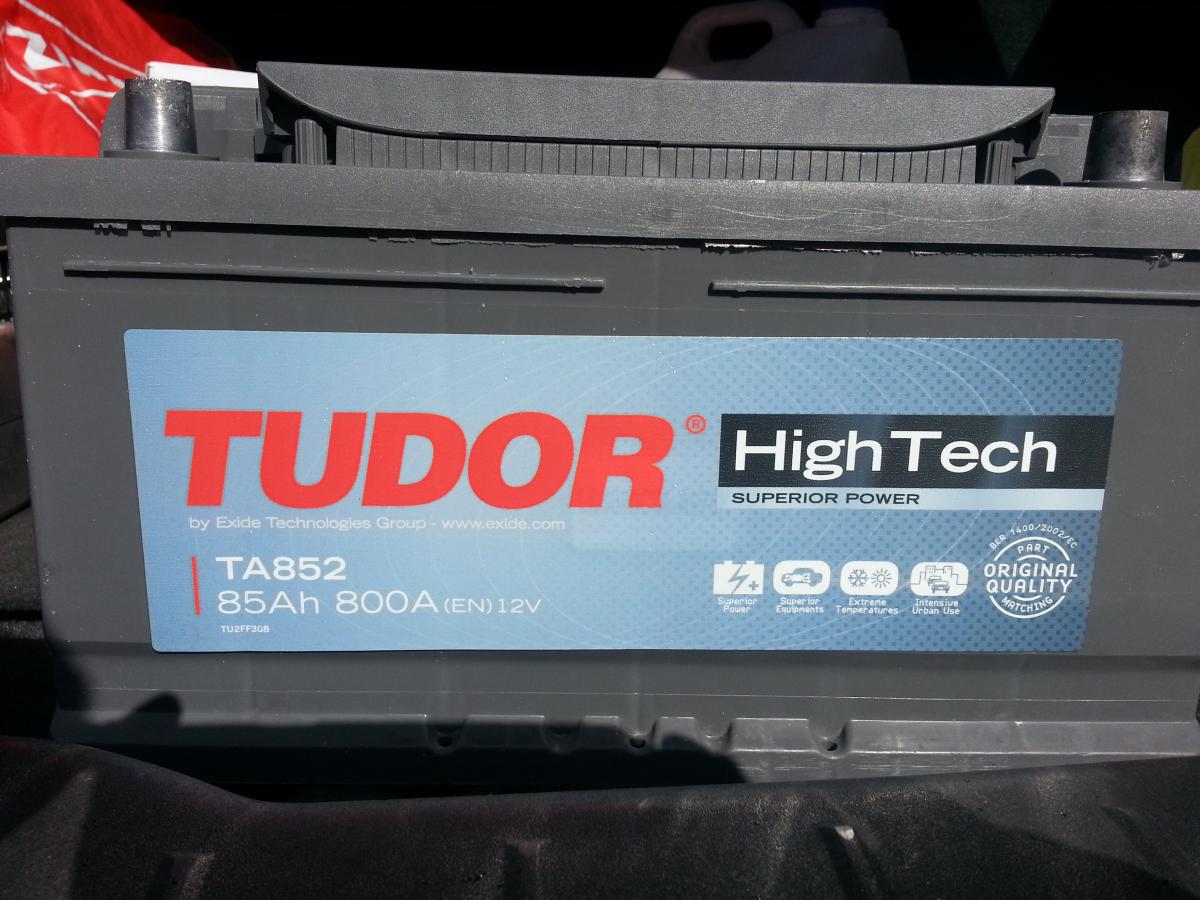 TUDOR®
High Tech
SUPERIOR POWER
by Exide Technologies Group - www.exide.com
TA852
85Ah 800A (EN) 12V
TU2FF308
Superior
Power
Superior
Equipments
Extreme
Temperatures
Intensive
Urban Use
BER 1400/2002/EC
PART
ORIGINAL
QUALITY
MATCHING